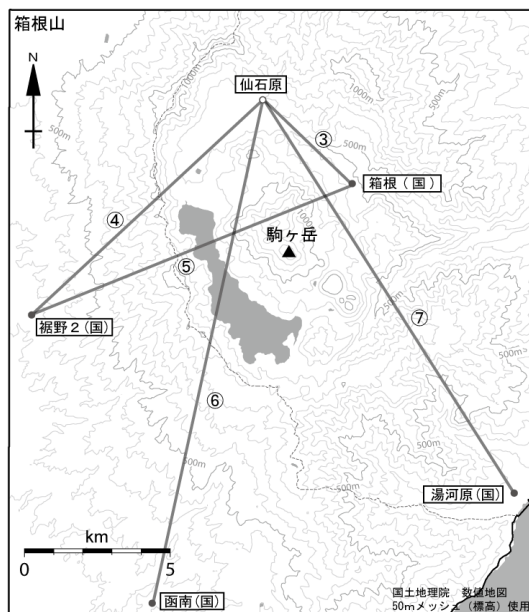 箱根山
N
仙石原
③
箱根(国)
④
駒ヶ岳
⑤
裾野2(国)
⑥
⑦
湯河原(国)
函南(国)
km
0 5
500m
1000m
1000m
500m
500m
500m
500m
国土地理院 数値地図
50mメッシュ(標高)使用